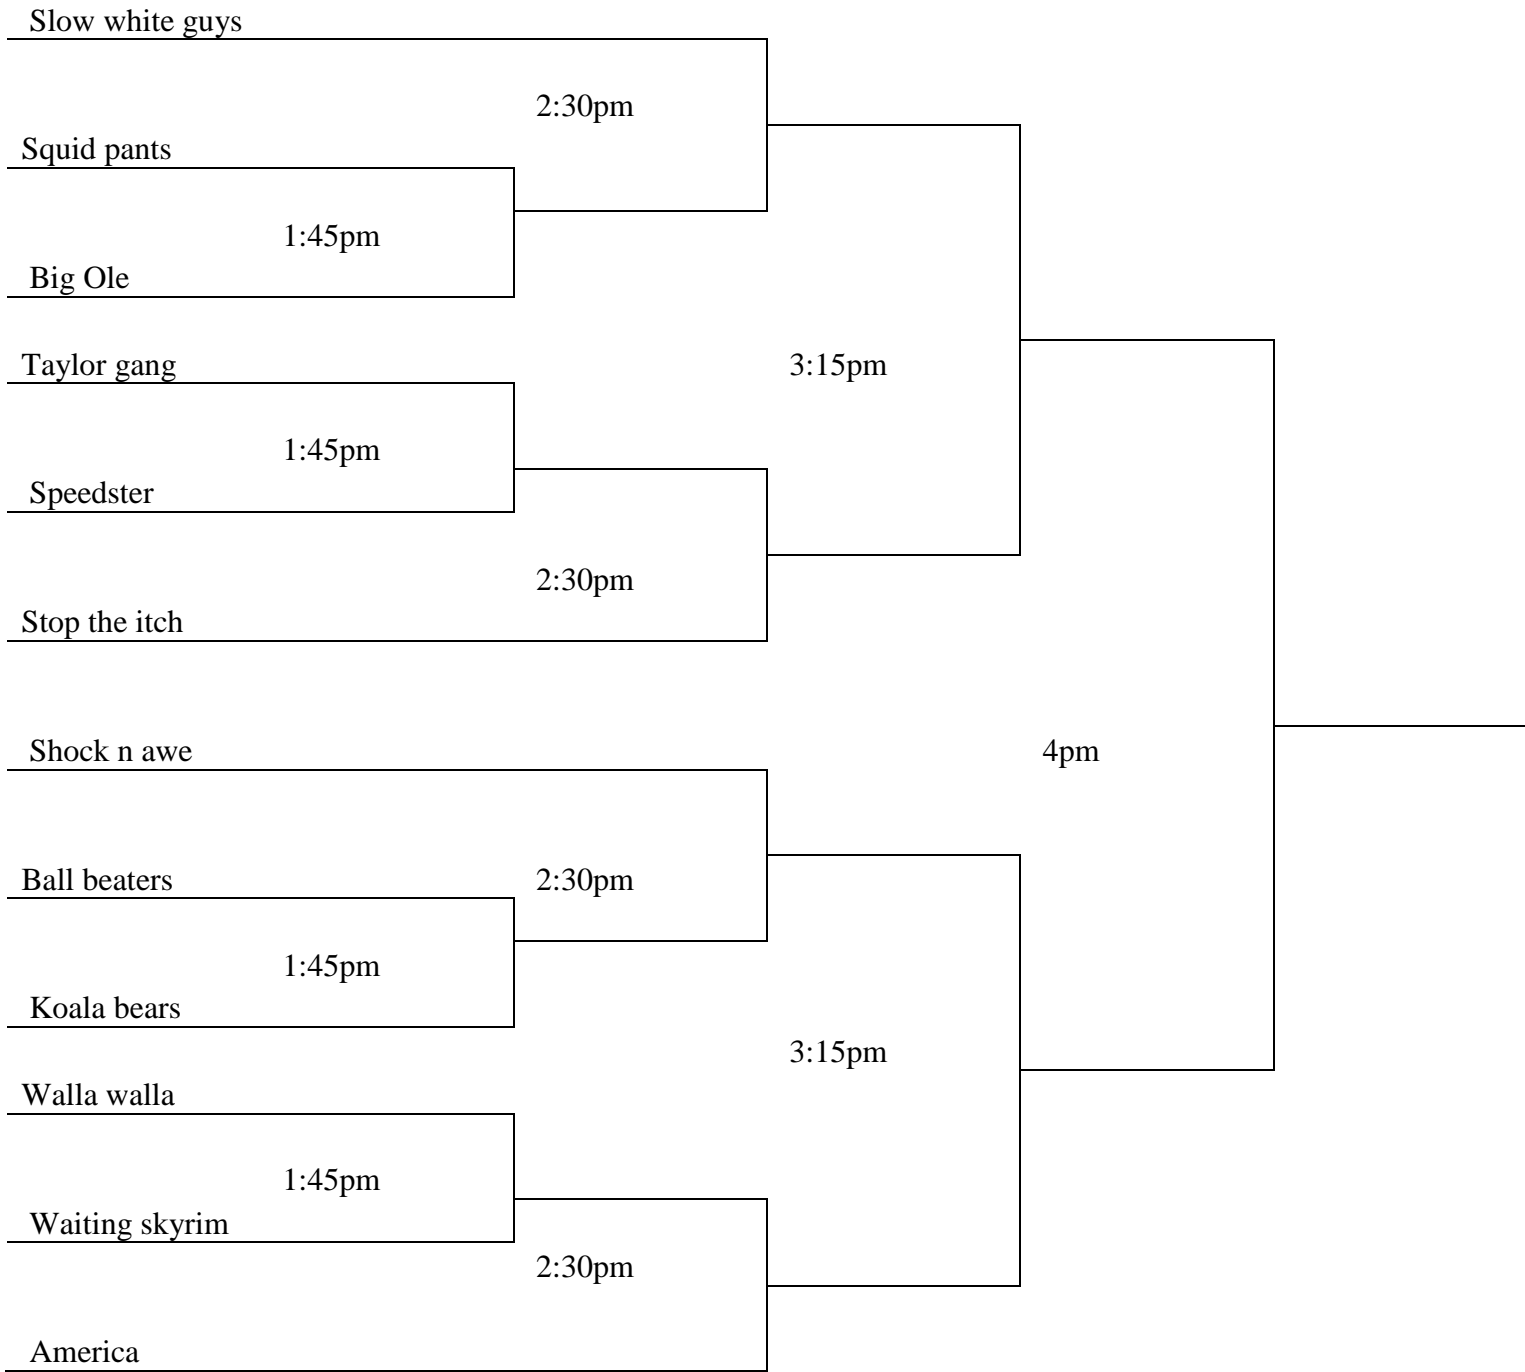 Slow white guys
2:30pm
Squid pants
1:45pm
Big Ole
Taylor gang
3:15pm
1:45pm
Speedster
2:30pm
Stop the itch
Shock n awe
4pm
Ball beaters
2:30pm
1:45pm
Koala bears
3:15pm
Walla walla
1:45pm
Waiting skyrim
2:30pm
America